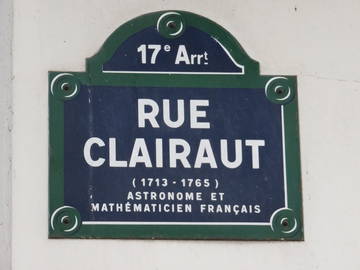 17e Arrt
RUE
CLAIRAUT
(1713 - 1765)
ASTRONOME ET
MATHÉMATICIEN FRANÇAIS